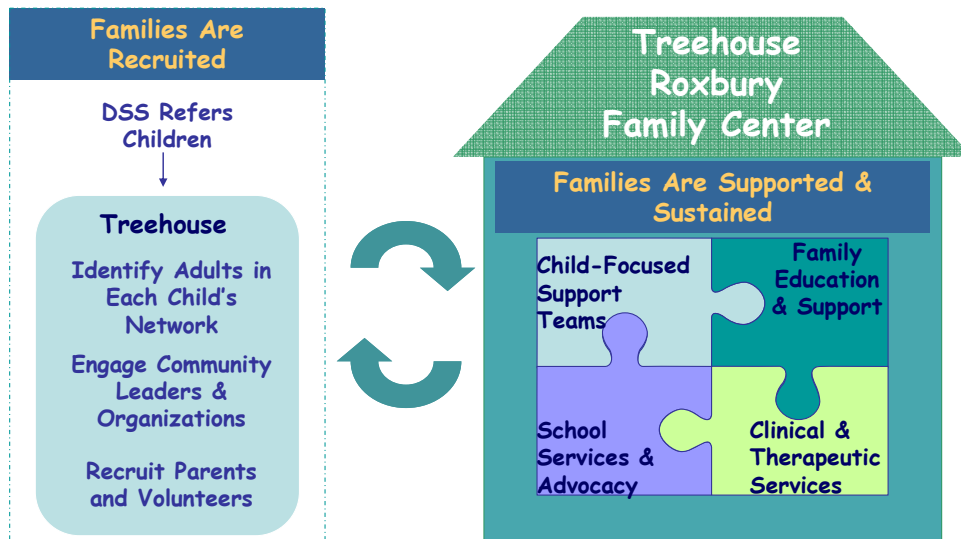 Families Are
Recruited
DSS Refers
Children
Treehouse
Identify Adults in
Each Child's
Network
Engage Community
Leaders &
Organizations
Recruit Parents
and Volunteers
Treehouse
Roxbury
Family Center
Families Are Supported &
Sustained
Child-Focused
Support
Teams
Family
Education
& Support
School
Services &
Advocacy
Clinical &
Therapeutic
Services